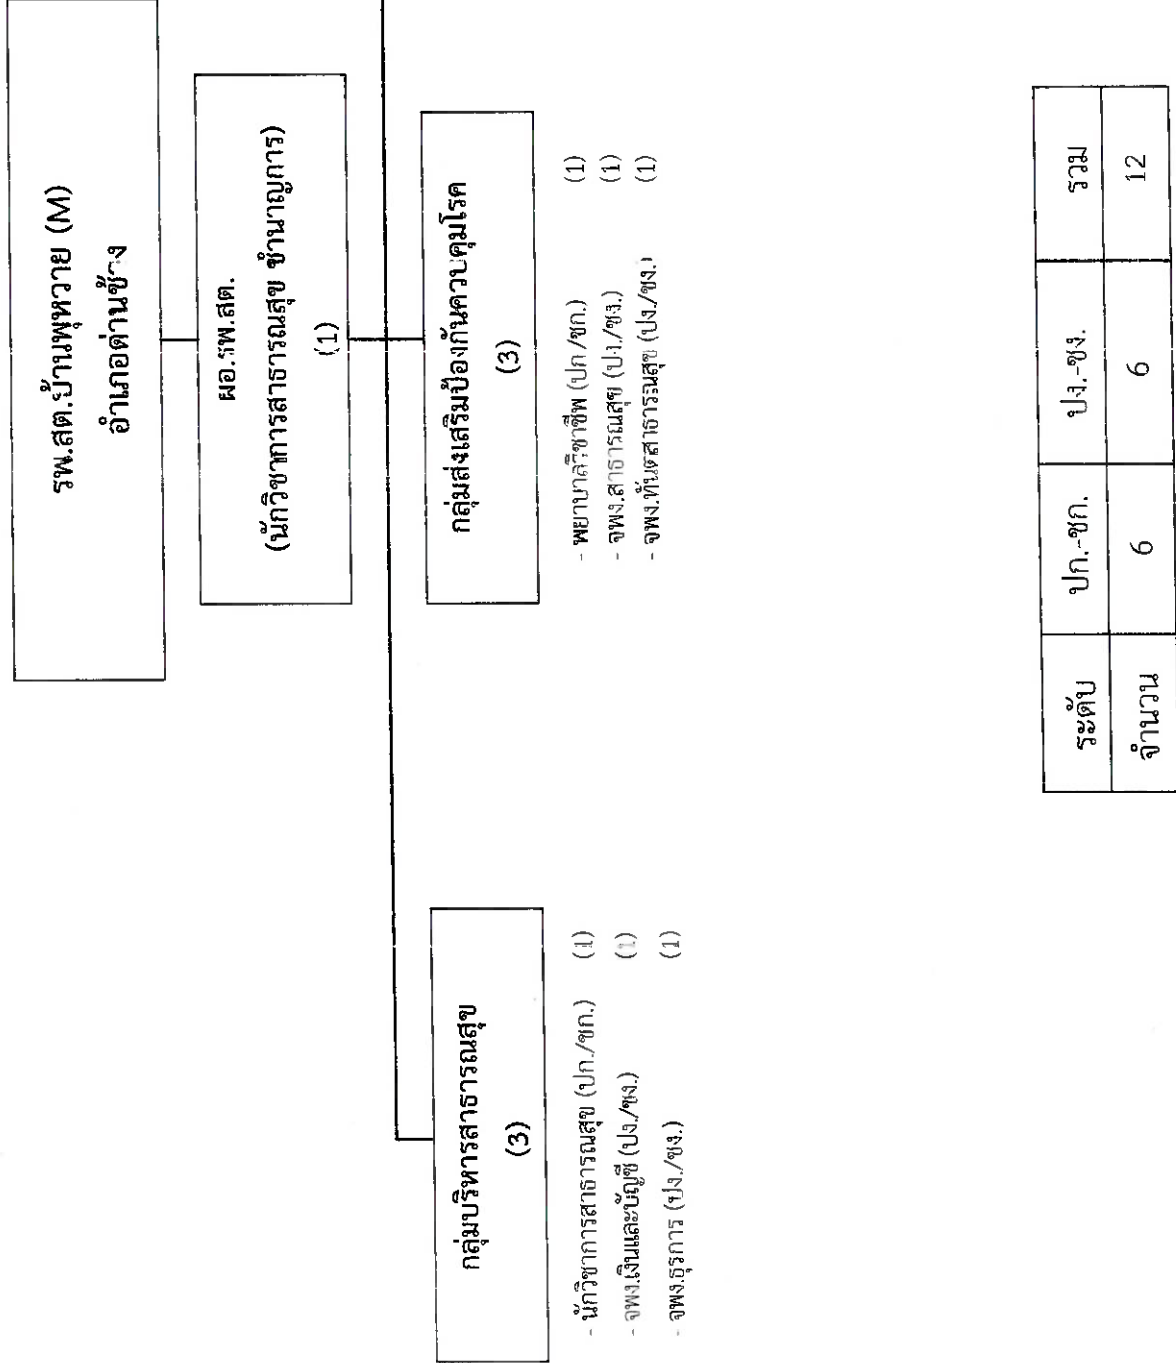 รพ.สต.บ้านพุหวาย (M)
อำเภอด่านช้าง
ผอ.รพ.สต.
(นักวิชาการสาธารณสุข ชำนาญการ)
(1)
กลุ่มบริหารสาธารณสุข
(3)
- นักวิชาการสาธารณสุข (ปก./ชก.) (1)
- จพง.เงินและบัญชี (ปง./ชง.) (1)
- จพง.ธุรการ (ปง./ชง.) (1)
กลุ่มส่งเสริมป้องกันควบคุมโรค
(3)
- พยาบาลวิชาชีพ (ปก/ชก.) (1)
- จพง.สาธารณสุข (ปง./ชง.) (1)
- จพง.ทันตสาธารณสุข (ปง./ชง.) (1)
ระดับ ปก.-ชก. ปง.-ชง. รวม
จำนวน 6 6 12